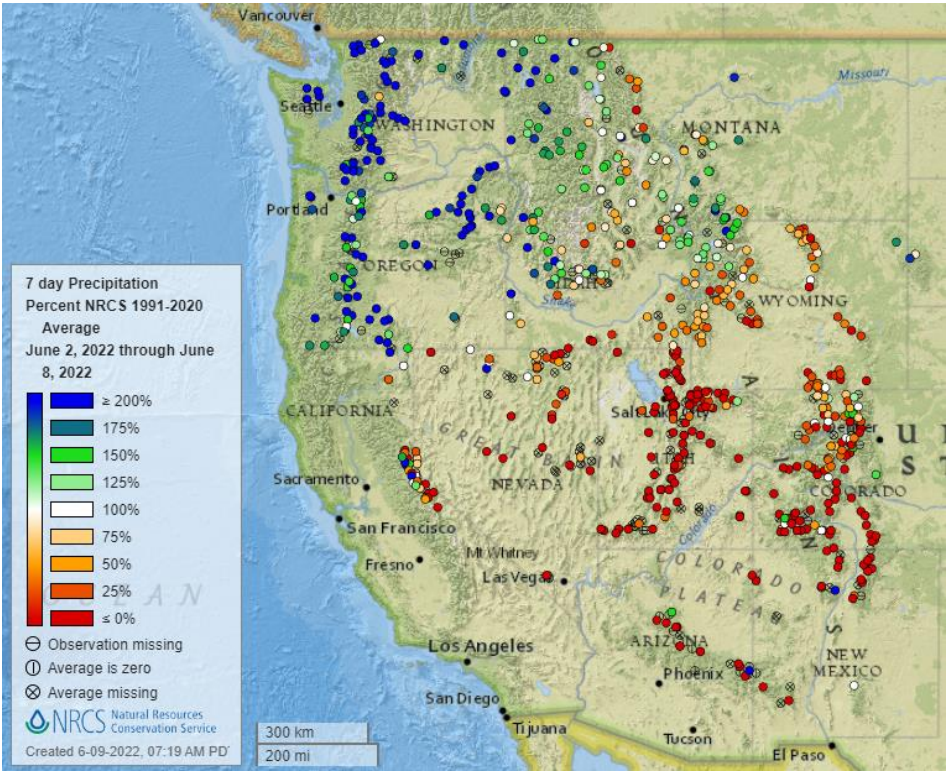 Vancouver
Missouri
Seattle
WASHINGTON
MONTANA
Portland
OREGON
Snake
WYOMING
7 day Precipitation
Percent NRCS 1991-2020
Average
June 2, 2022 through June
8, 2022
≥ 200%
175%
150%
125%
100%
75%
50%
25%
≤ 0%
Observation missing
Average is zero
Average missing
NRCS Natural Resources
Conservation Service
Created 6-09-2022, 07:19 AM PDT
CALIFORNIA
Salt Lake City
GREAT BASIN
UTAH
NEVADA
COLORADO
Sacramento
San Francisco
Fresno
Mt Whitney
Las Vegas
Colorado
COLORADO
PLATEAU
ARIZONA
Phoenix
NEW
MEXICO
Los Angeles
San Diego
Tijuana
Tucson
El Paso
300 km
200 mi